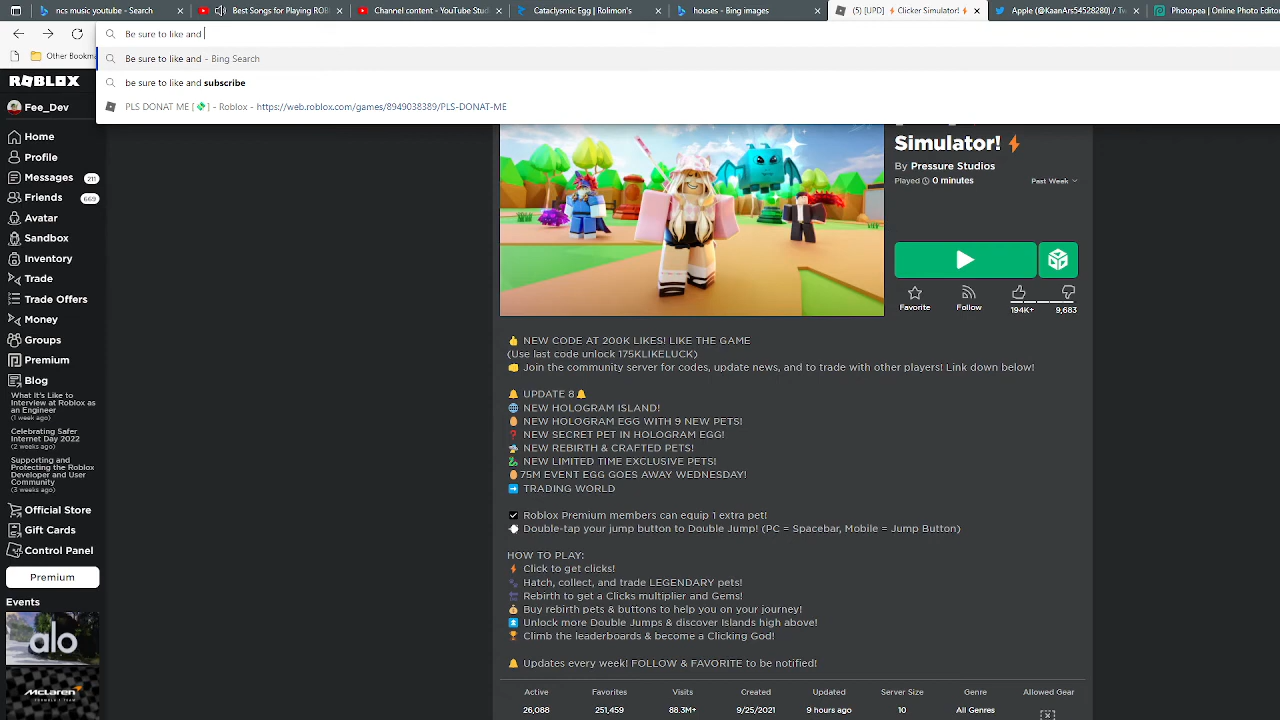 ncs music youtube - Search
Best Songs for Playing ROB
Channel content - YouTube Stud
Cataclysmic Egg | Rolimon's
houses - Bing images
(5) [UPD] ⚡ Clicker Simulator! ⚡
Apple (@KaanArs54528280) / Tw
Photopea | Online Photo Editor
Be sure to like and
Be sure to like and - Bing Search
be sure to like and subscribe
PLS DONAT ME [🍀] - Roblox - https://web.roblox.com/games/8949038389/PLS-DONAT-ME
Other Bookma
ROBLOX
Fee_Dev
Home
Profile
Messages 211
Friends 669
Avatar
Sandbox
Inventory
Trade
Trade Offers
Money
Groups
Premium
Blog
What It's Like to
Interview at Roblox as
an Engineer
(1 week ago)
Celebrating Safer
Internet Day 2022
(2 weeks ago)
Supporting and
Protecting the Roblox
Developer and User
Community
(3 weeks ago)
Official Store
Gift Cards
Control Panel
Premium
Events
alo
McLaren
FORMULA 1 TEAM
Simulator! ⚡
By Pressure Studios
Played 0 minutes
Past Week
Favorite
Follow
194K+
9,683
👍 NEW CODE AT 200K LIKES! LIKE THE GAME
(Use last code unlock 175KLIKELUCK)
Join the community server for codes, update news, and to trade with other players! Link down below!
🔔 UPDATE 8🔔
🌐 NEW HOLOGRAM ISLAND!
🥚 NEW HOLOGRAM EGG WITH 9 NEW PETS!
❓ NEW SECRET PET IN HOLOGRAM EGG!
NEW REBIRTH & CRAFTED PETS!
🐉 NEW LIMITED TIME EXCLUSIVE PETS!
🥚75M EVENT EGG GOES AWAY WEDNESDAY!
➡️ TRADING WORLD
Roblox Premium members can equip 1 extra pet!
Double-tap your jump button to Double Jump! (PC = Spacebar, Mobile = Jump Button)
HOW TO PLAY:
⚡ Click to get clicks!
🐾 Hatch, collect, and trade LEGENDARY pets!
Rebirth to get a Clicks multiplier and Gems!
💰 Buy rebirth pets & buttons to help you on your journey!
⏫ Unlock more Double Jumps & discover Islands high above!
🏆 Climb the leaderboards & become a Clicking God!
🔔 Updates every week! FOLLOW & FAVORITE to be notified!
Active Favorites Visits Created Updated Server Size Genre Allowed Gear
26,088 251,459 88.3M+ 9/25/2021 9 hours ago 10 All Genres